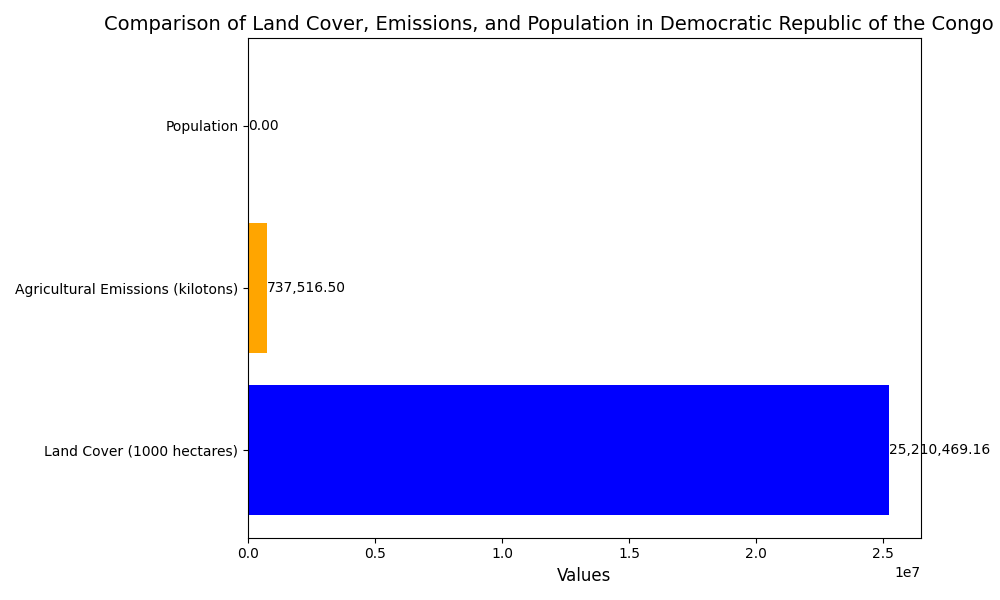 Comparison of Land Cover, Emissions, and Population in Democratic Republic of the Congo
Population
0.00
Agricultural Emissions (kilotons)
737,516.50
Land Cover (1000 hectares)
25,210,469.16
0.0 0.5 1.0 1.5 2.0 2.5
1e7
Values